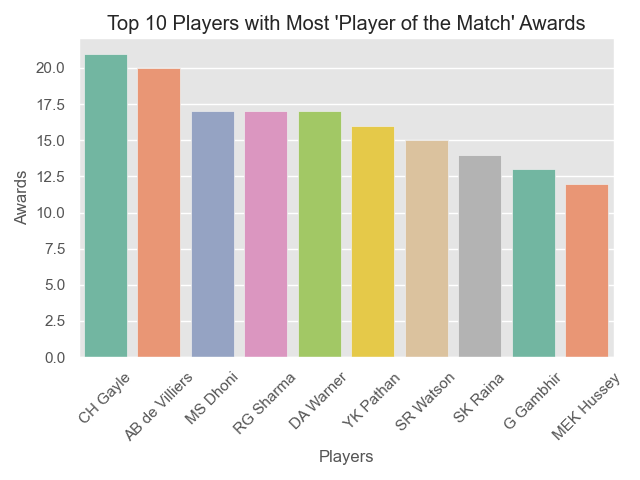 Top 10 Players with Most 'Player of the Match' Awards
20.0
17.5
15.0
12.5
10.0
7.5
5.0
2.5
0.0
Awards
CH Gayle
AB de Villiers
MS Dhoni
RG Sharma
DA Warner
YK Pathan
SR Watson
SK Raina
G Gambhir
MEK Hussey
Players